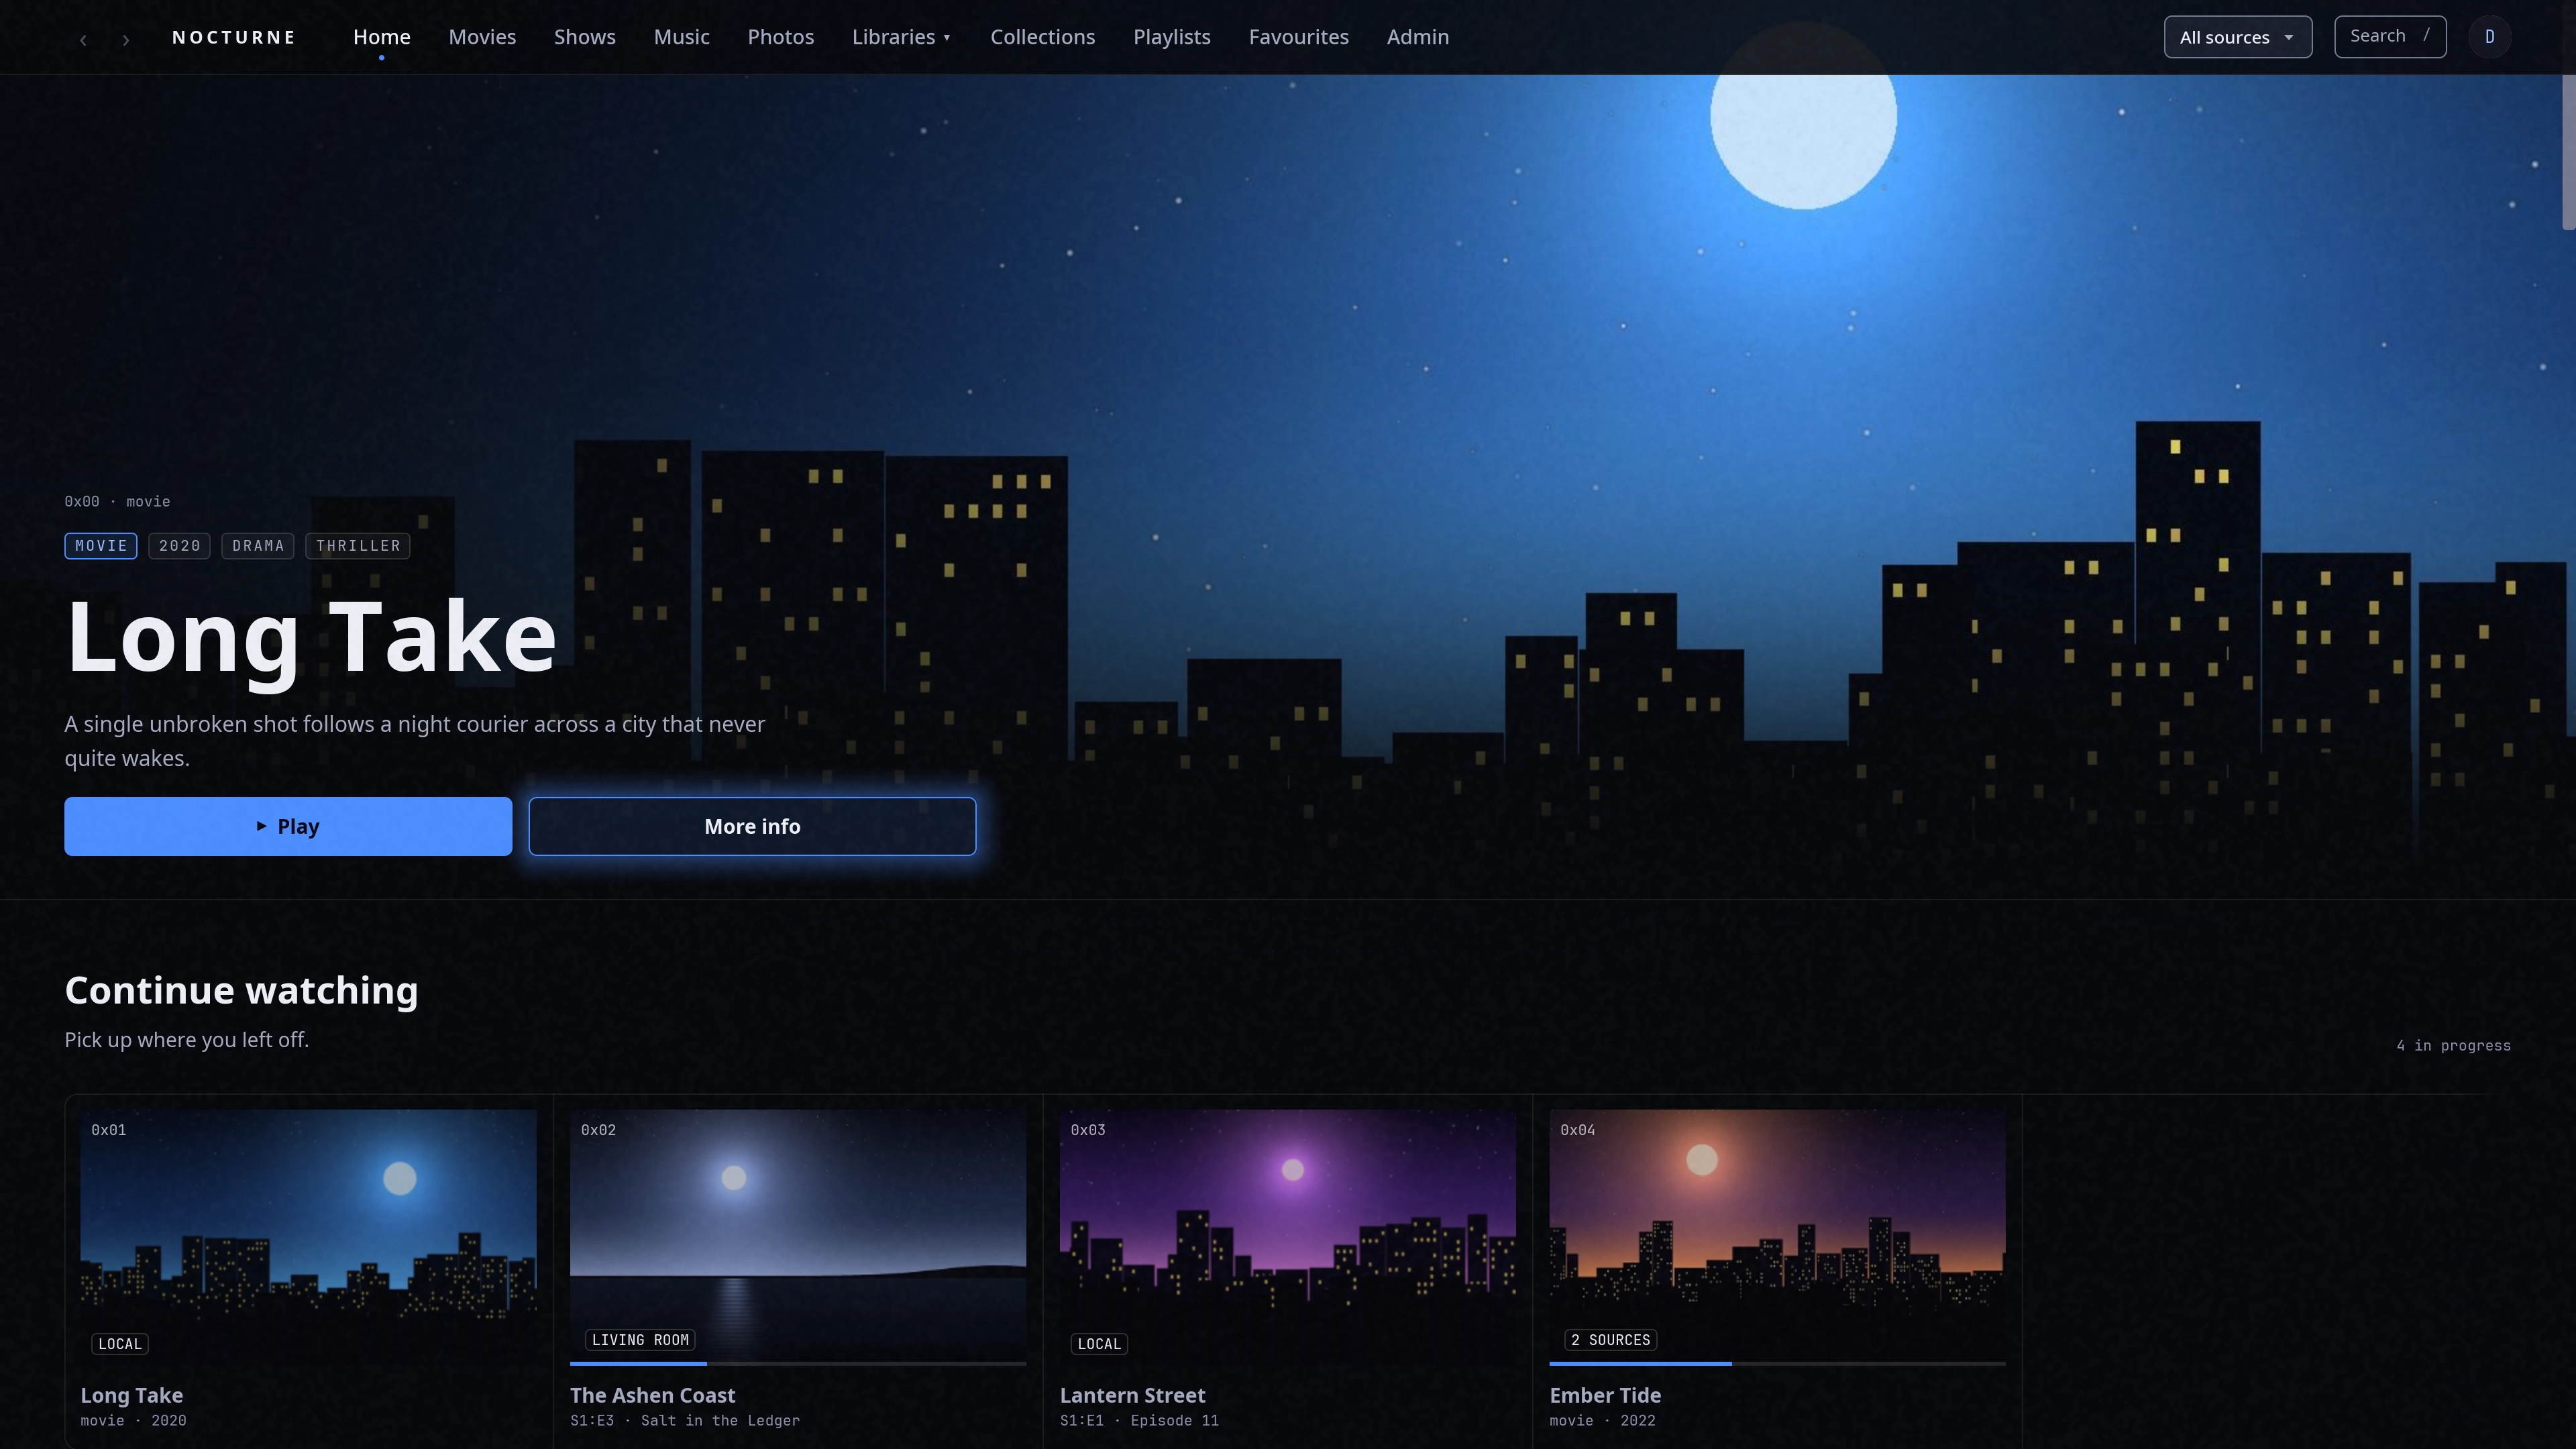 ‹ › NOCTURNE Home Movies Shows Music Photos Libraries ▾ Collections Playlists Favourites Admin All sources Search / D
0x00 · movie
MOVIE 2020 DRAMA THRILLER
Long Take
A single unbroken shot follows a night courier across a city that never
quite wakes.
▶ Play More info
Continue watching
Pick up where you left off.
4 in progress
0x01 0x02 0x03 0x04
LOCAL LIVING ROOM LOCAL 2 SOURCES
Long Take The Ashen Coast Lantern Street Ember Tide
movie · 2020 S1:E3 · Salt in the Ledger S1:E1 · Episode 11 movie · 2022